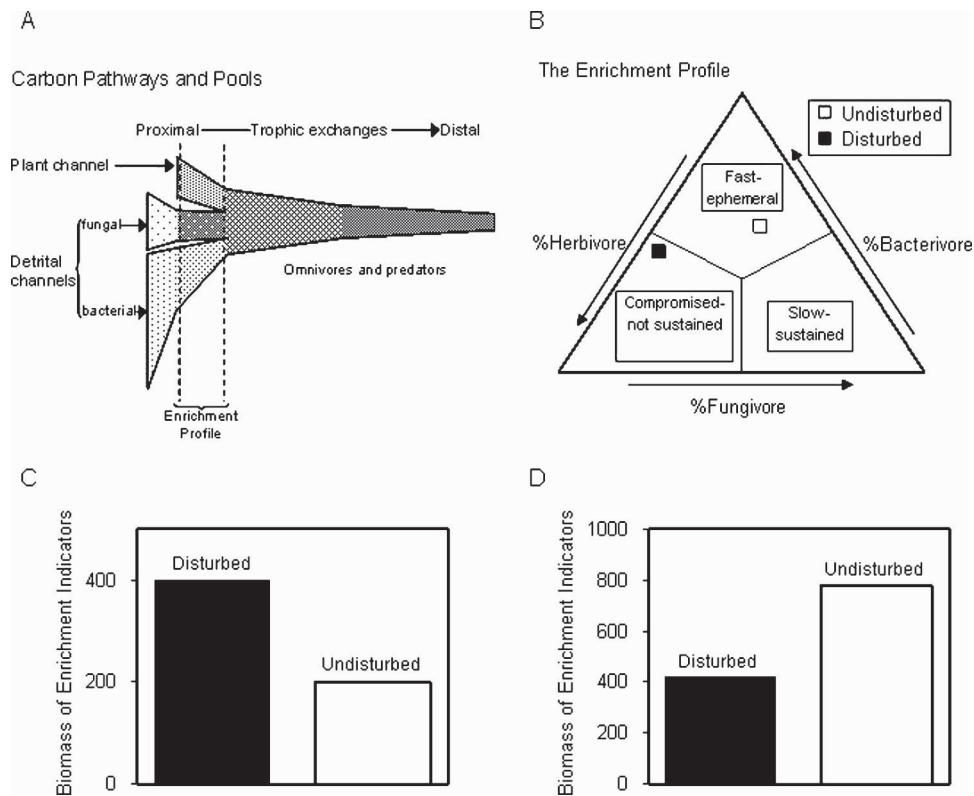 A
Carbon Pathways and Pools
Proximal
Trophic exchanges
Distal
Plant channel
fungal
Detrital
channels
bacterial
Omnivores and predators
Enrichment
Profile
B
The Enrichment Profile
Undisturbed
Disturbed
Fast-
ephemeral
%Herbivore
%Bacterivore
Compromised-
not sustained
Slow-
sustained
%Fungivore
C
Biomass of Enrichment Indicators
400
200
0
Disturbed
Undisturbed
D
Biomass of Enrichment Indicators
1000
800
600
400
200
0
Disturbed
Undisturbed